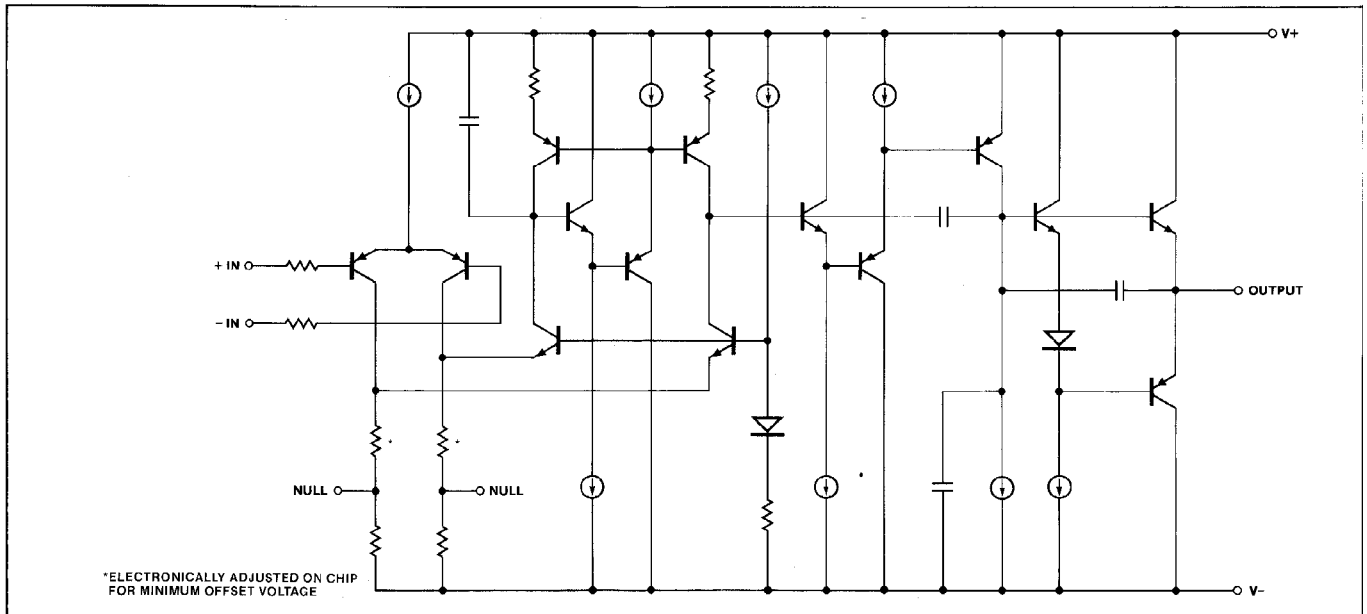 V+
+ IN
- IN
OUTPUT
NULL
NULL
*ELECTRONICALLY ADJUSTED ON CHIP
FOR MINIMUM OFFSET VOLTAGE
V-